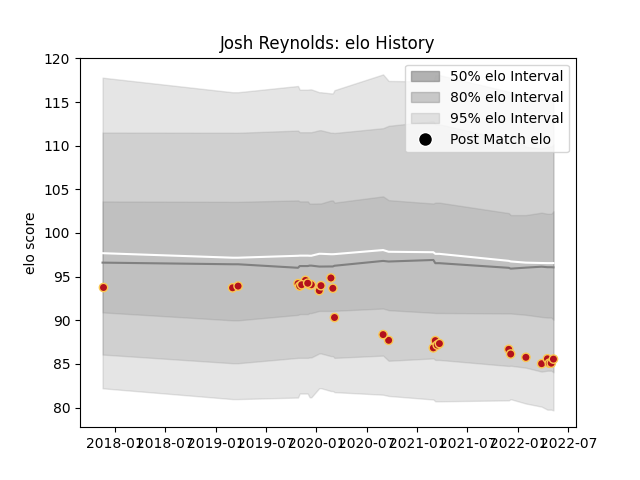 Josh Reynolds: elo History
120
115
110
105
100
95
90
85
80
elo score
50% elo Interval
80% elo Interval
95% elo Interval
Post Match elo
2018-01 2018-07 2019-01 2019-07 2020-01 2020-07 2021-01 2021-07 2022-01 2022-07